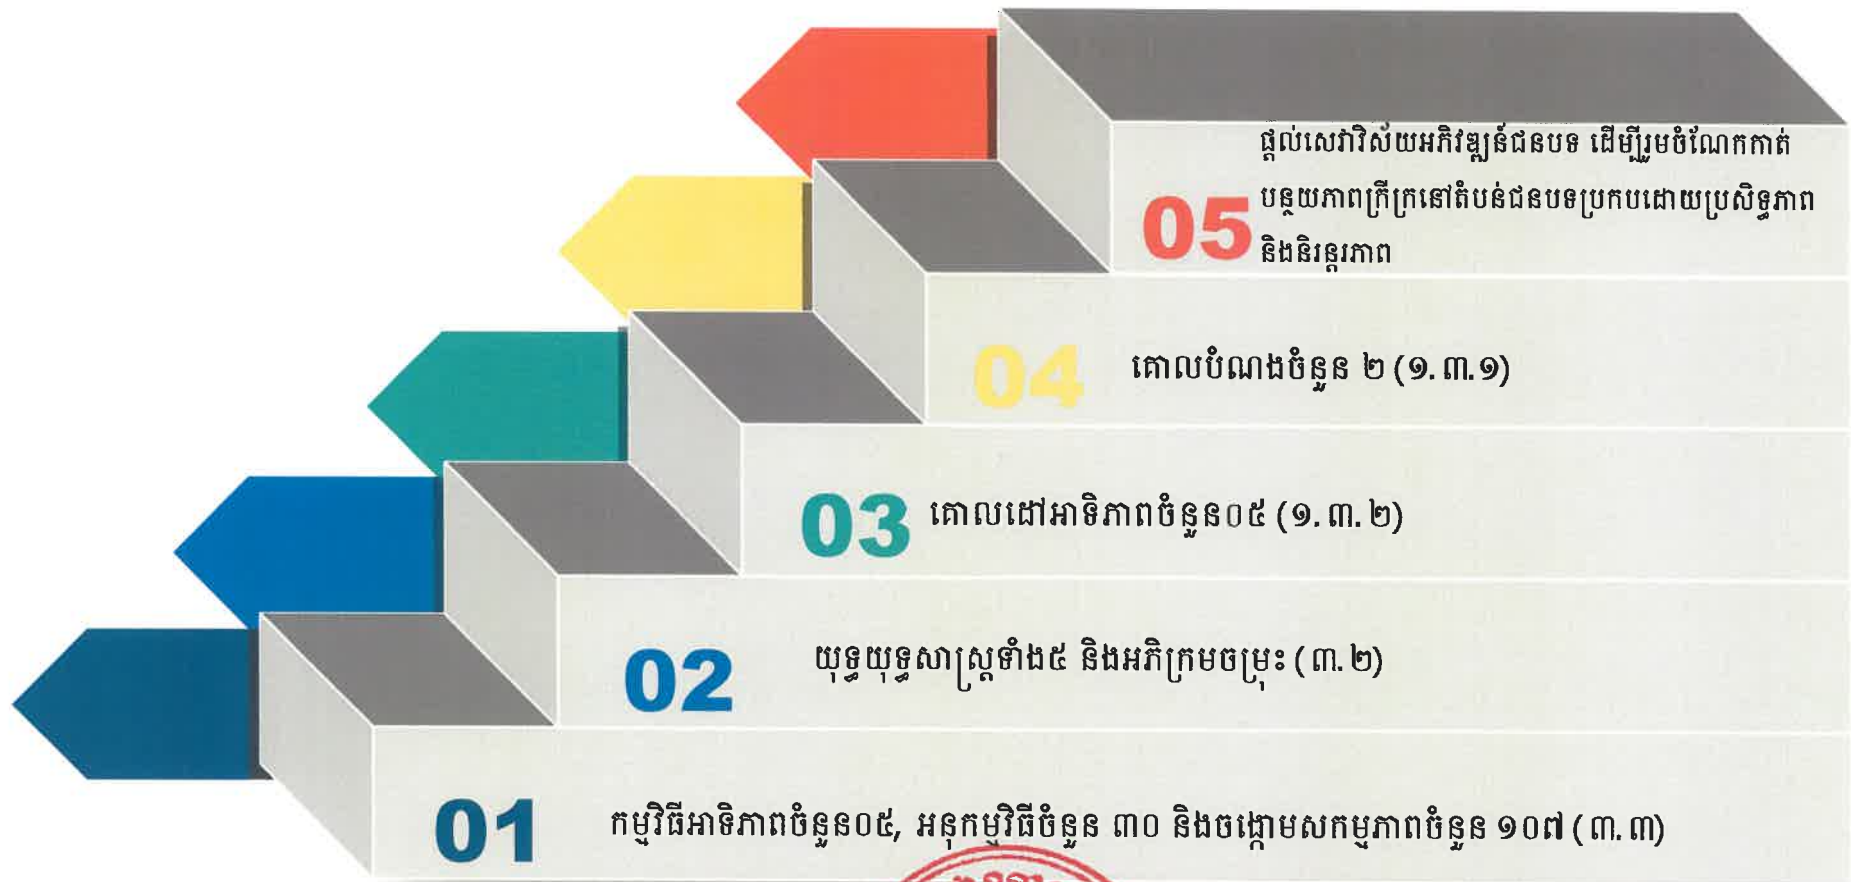 ផ្តល់សេវាវិស័យអភិវឌ្ឍន៍ជនបទ ដើម្បីរួមចំណែកកាត់
បន្ថយភាពក្រីក្រនៅតំបន់ជនបទប្រកបដោយប្រសិទ្ធភាព
និងនិរន្តរភាព
05
04 គោលបំណងចំនួន ២ (១. ៣.១)
03 គោលដៅអាទិភាពចំនួន០៥ (១. ៣. ២)
02 យុទ្ធយុទ្ធសាស្ត្រទាំង៥ និងអភិក្រមចម្រុះ ( ៣. ២)
01 កម្មវិធីអាទិភាពចំនួន០៥, អនុកម្មវិធីចំនួន ៣០ និងចង្កោមសកម្មភាពចំនួន ១០៧ ( ៣. ៣)